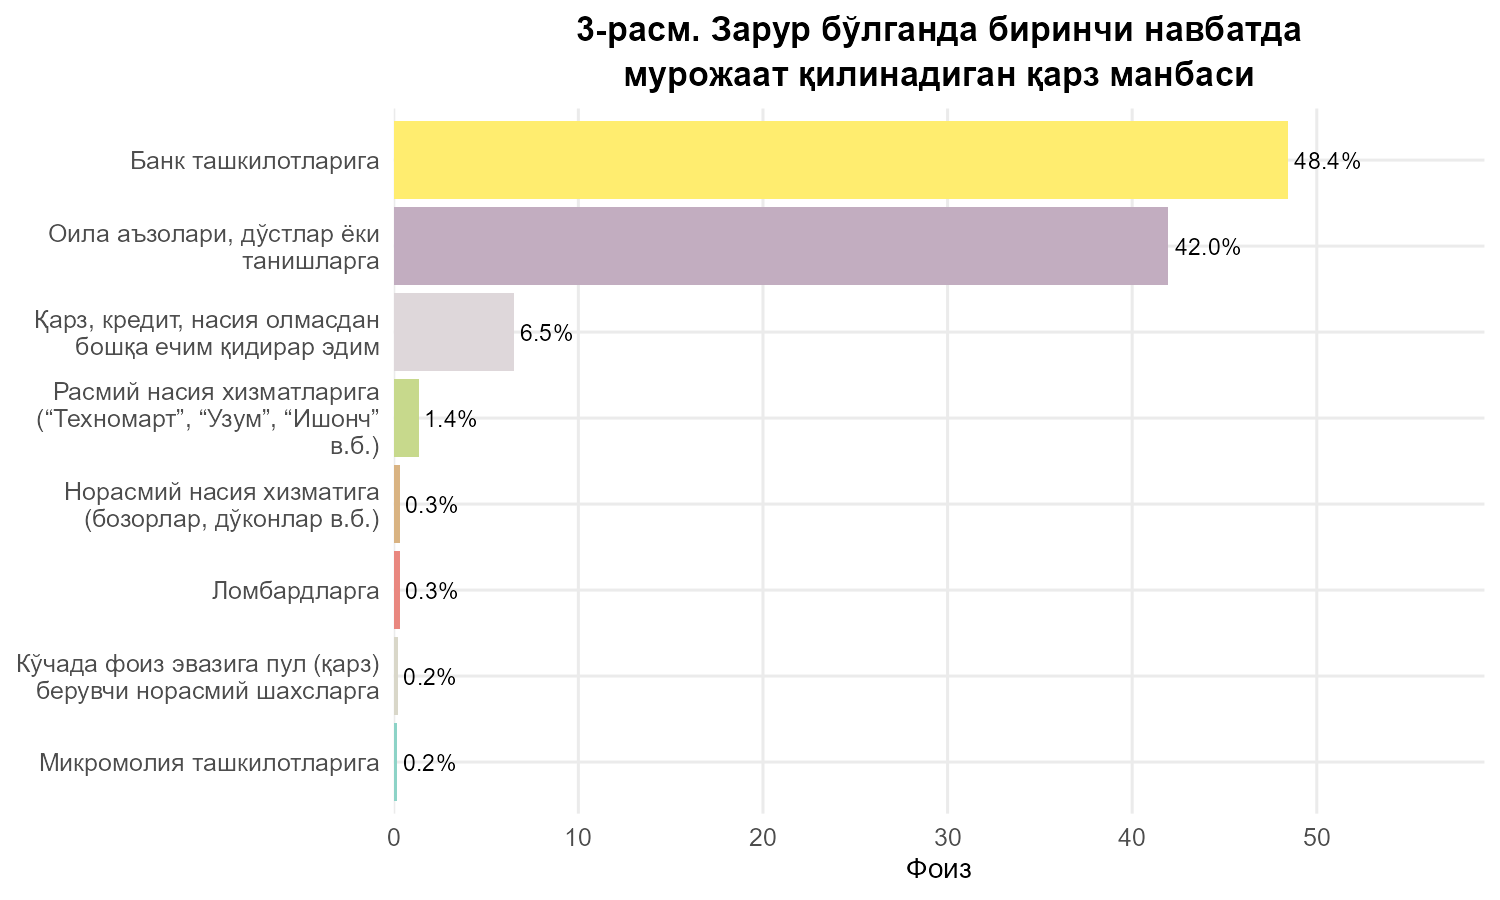 3-расм. Зарур бўлганда биринчи навбатда
мурожаат қилинадиган қарз манбаси
Банк ташкилотларига
48.4%
Оила аъзолари, дўстлар ёки
танишларга
42.0%
Қарз, кредит, насия олмасдан
бошқа ечим қидирар эдим
6.5%
Расмий насия хизматларига
(“Техномарт”, “Узум”, “Ишонч”
в.б.)
1.4%
Норасмий насия хизматига
(бозорлар, дўконлар в.б.)
0.3%
Ломбардларга
0.3%
Кўчада фоиз эвазига пул (қарз)
берувчи норасмий шахсларга
0.2%
Микромолия ташкилотларига
0.2%
0 10 20 30 40 50
Фоиз